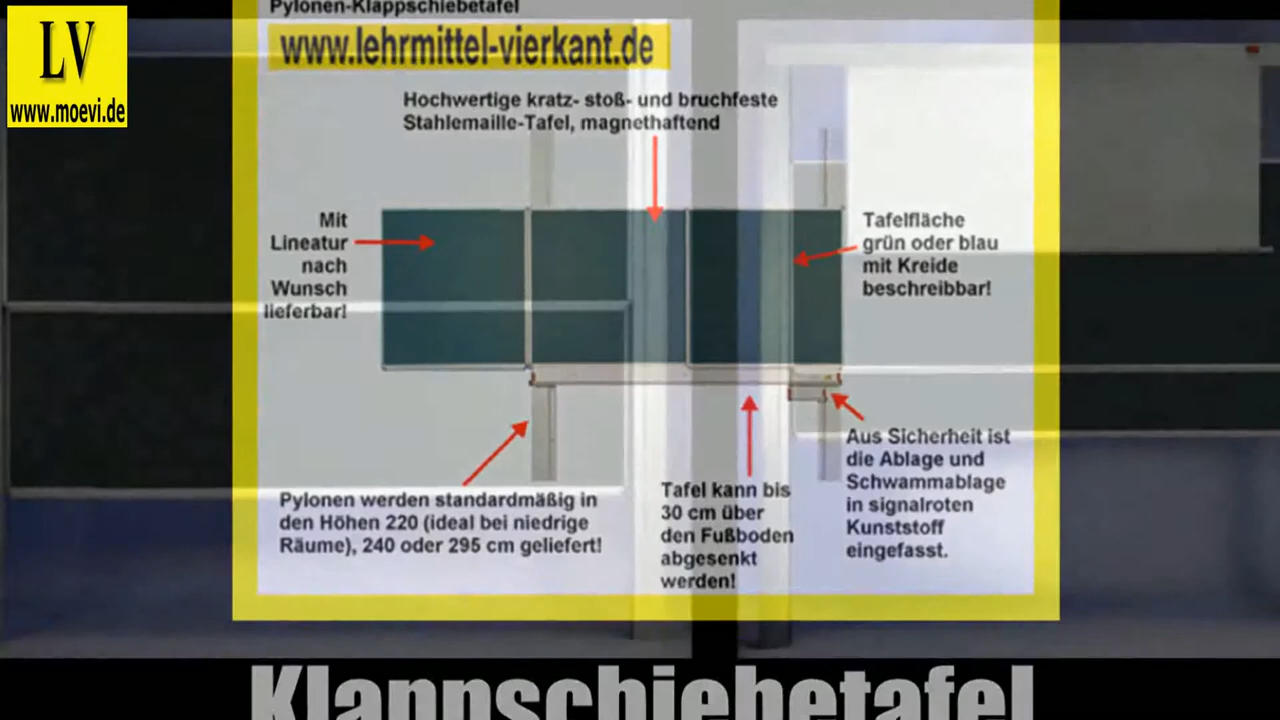 LV
www.moevi.de
Pylonen-Klappschiebetafel
www.lehrmittel-vierkant.de
Hochwertige kratz- stoß- und bruchfeste
Stahlemaille-Tafel, magnethaftend
Mit
Lineatur
nach
Wunsch
lieferbar!
Tafelfläche
grün oder blau
mit Kreide
beschreibbar!
Pylonen werden standardmäßig in
den Höhen 220 (ideal bei niedrige
Räume), 240 oder 295 cm geliefert!
Tafel kann bis
30 cm über
den Fußboden
abgesenkt
werden!
Aus Sicherheit ist
die Ablage und
Schwammablage
in signalroten
Kunststoff
eingefasst.
Klappschiebetafel